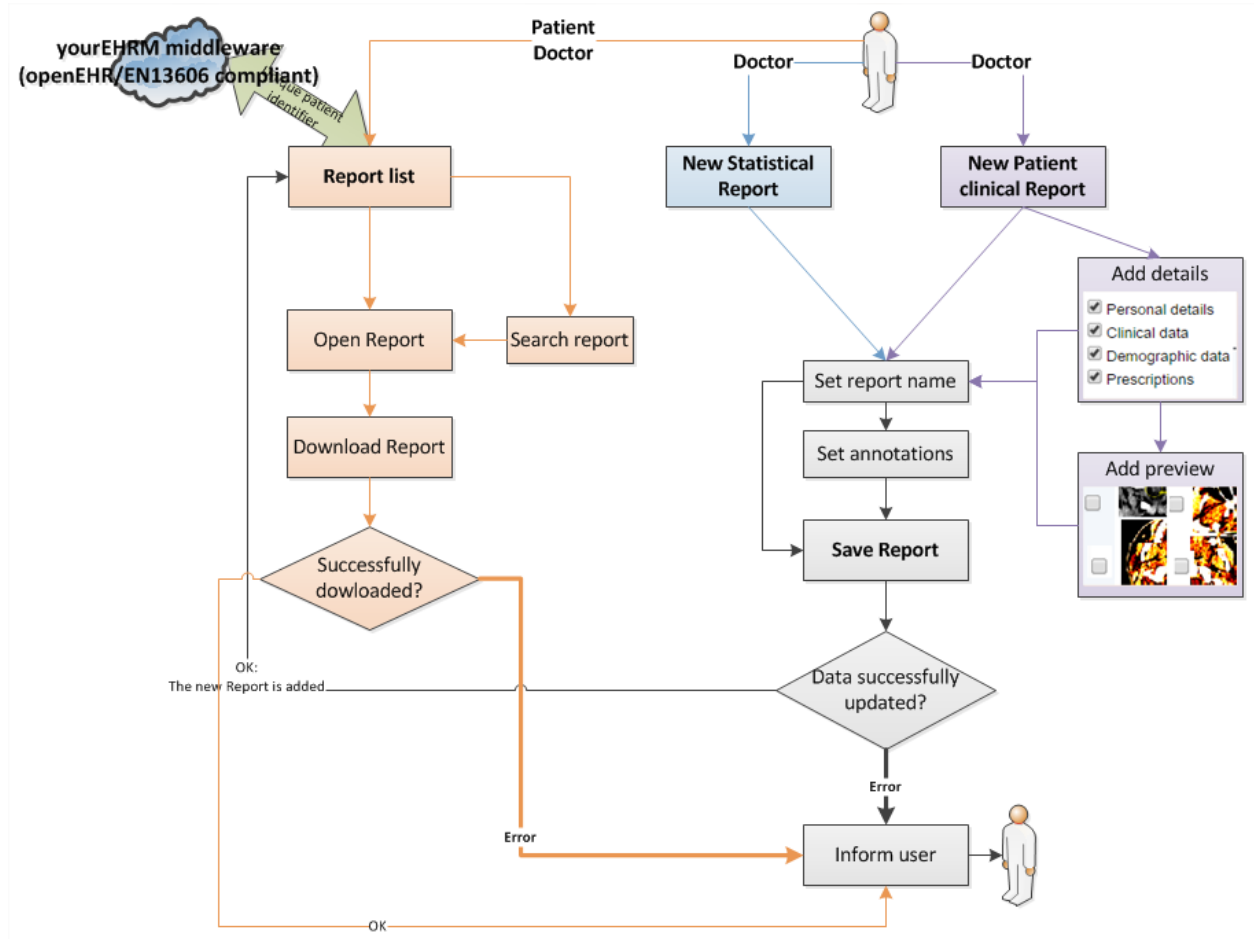 yourEHRM middleware
(openEHR/EN13606 compliant)
que patient
identifier
Patient
Doctor
Doctor
Doctor
Report list
New Statistical
Report
New Patient
clinical Report
Add details
Personal details
Clinical data
Demographic data
Prescriptions
Open Report
Search report
Set report name
Download Report
Set annotations
Add preview
Save Report
Successfully
dowloaded?
OK:
The new Report is added
Data successfully
updated?
Error
Error
Inform user
OK